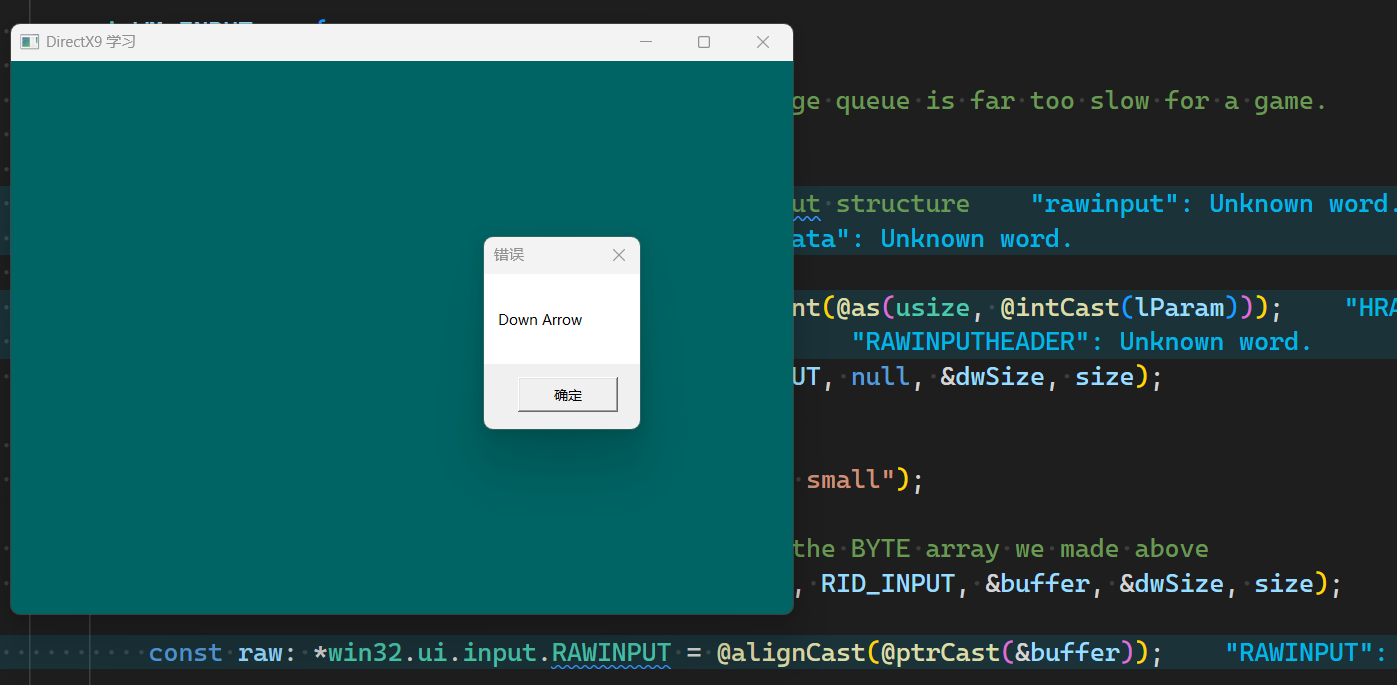 DirectX9 学习
ge queue is far too slow for a game.
ut structure "rawinput": Unknown word.
ata": Unknown word.
错误
nt(@as(usize, @intCast(lParam))); "HRA
Down Arrow
"RAWINPUTHEADER": Unknown word.
UT, null, &dwSize, size);
确定
small");
the BYTE array we made above
, RID_INPUT, &buffer, &dwSize, size);
const raw: *win32.ui.input.RAWINPUT = @alignCast(@ptrCast(&buffer)); "RAWINPUT":